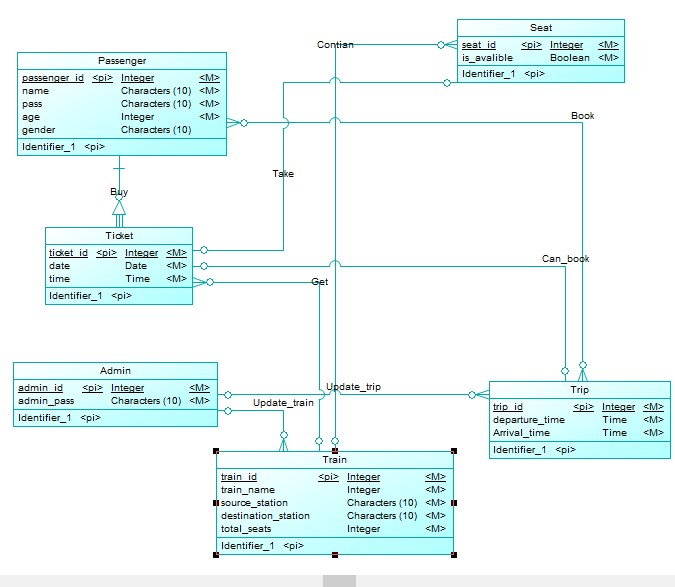 Seat
seat_id <pi> Integer <M>
is_avalible Boolean <M>
Identifier_1 <pi>
Contian
Passenger
passenger_id <pi> Integer <M>
name Characters (10) <M>
pass Characters (10) <M>
age Integer <M>
gender Characters (10)
Identifier_1 <pi>
Book
Take
Buy
Ticket
ticket_id <pi> Integer <M>
date Date <M>
time Time <M>
Identifier_1 <pi>
Can_book
Get
Admin
admin_id <pi> Integer <M>
admin_pass Characters (10) <M>
Identifier_1 <pi>
Update_trip
Update_train
Trip
trip_id <pi> Integer <M>
departure_time Time <M>
Arrival_time Time <M>
Identifier_1 <pi>
Train
train_id <pi> Integer <M>
train_name Integer <M>
source_station Characters (10) <M>
destination_station Characters (10) <M>
total_seats Integer <M>
Identifier_1 <pi>